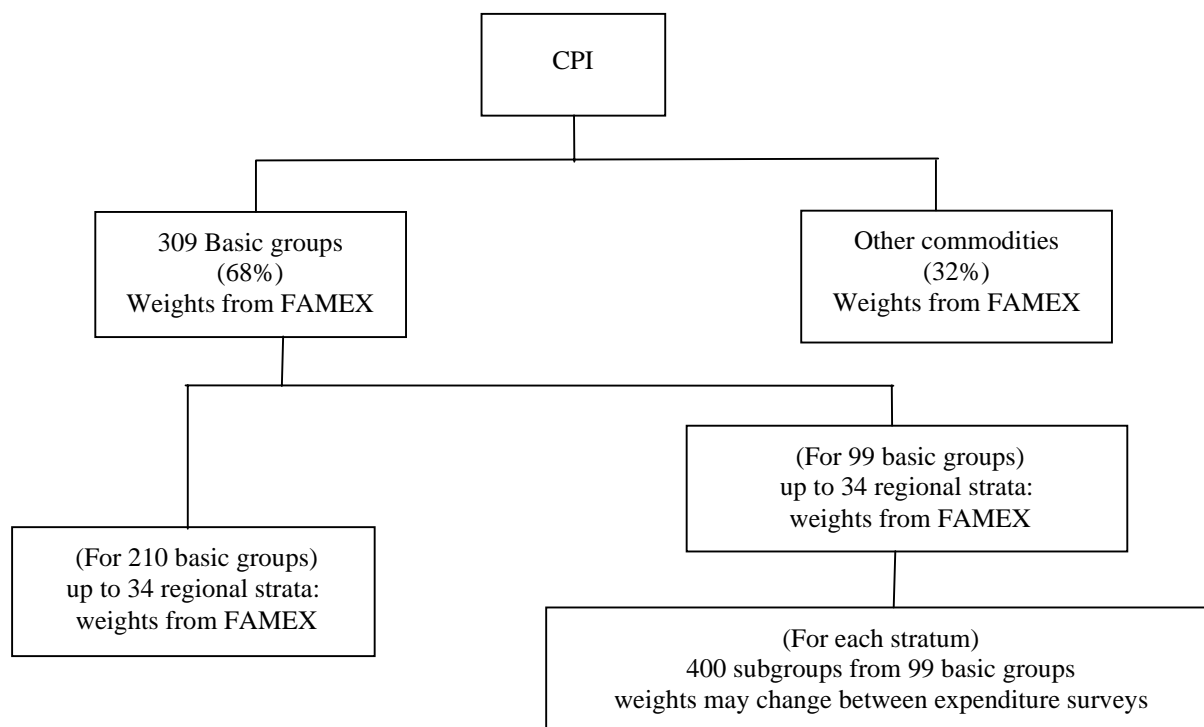 CPI
309 Basic groups
(68%)
Weights from FAMEX
Other commodities
(32%)
Weights from FAMEX
(For 99 basic groups)
up to 34 regional strata:
weights from FAMEX
(For 210 basic groups)
up to 34 regional strata:
weights from FAMEX
(For each stratum)
400 subgroups from 99 basic groups
weights may change between expenditure surveys